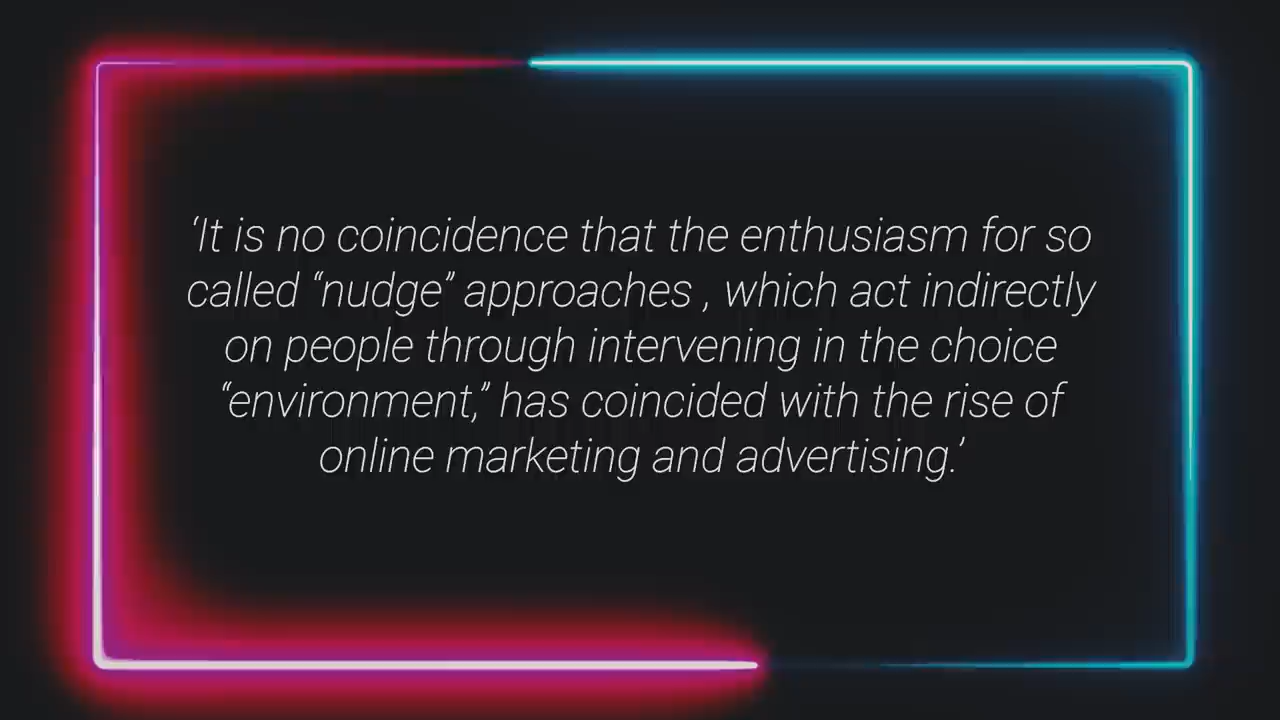 ‘It is no coincidence that the enthusiasm for so
called “nudge” approaches , which act indirectly
on people through intervening in the choice
“environment,” has coincided with the rise of
online marketing and advertising.’